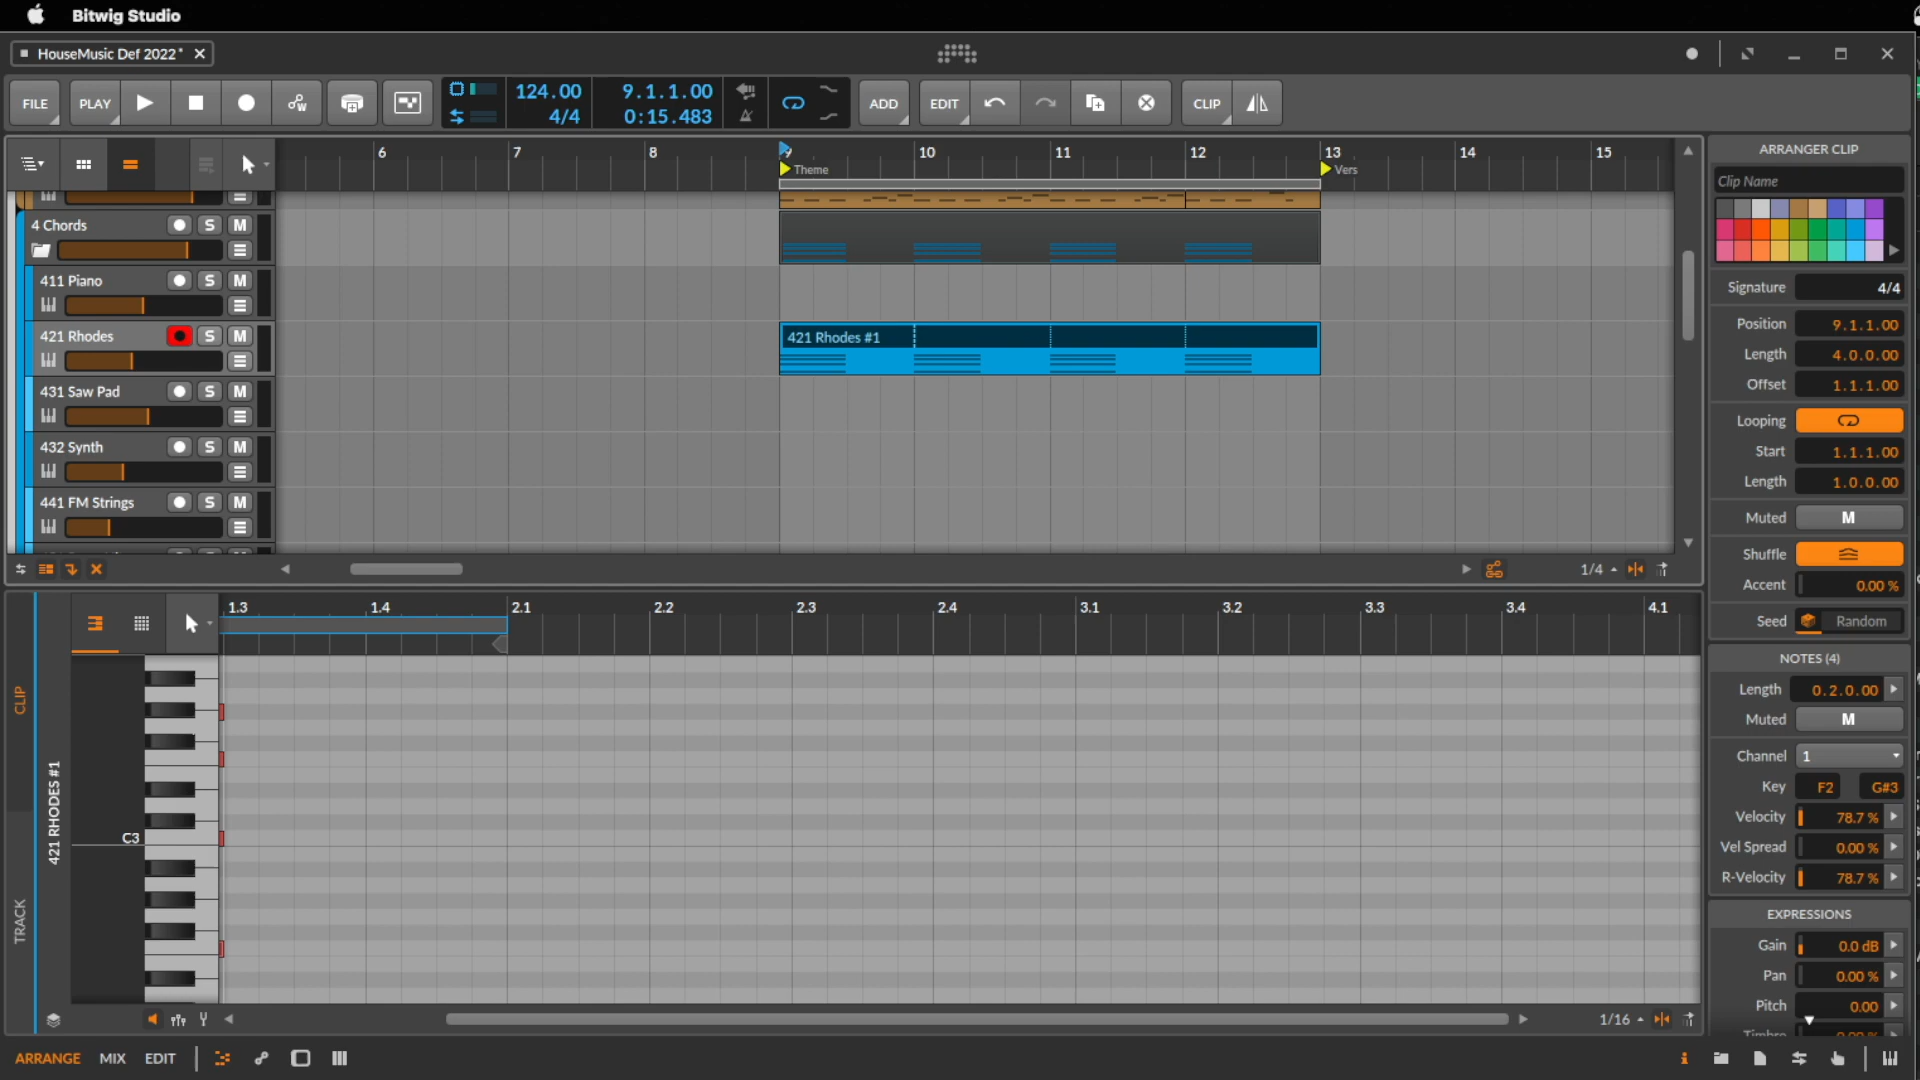 Bitwig Studio
HouseMusic Def 2022*
FILE
PLAY
124.00
4/4
9.1.1.00
0:15.483
ADD
EDIT
CLIP
6
7
8
9
10
11
12
13
14
15
Theme
Vers
4 Chords
S
M
411 Piano
S
M
421 Rhodes
S
M
421 Rhodes #1
431 Saw Pad
S
M
432 Synth
S
M
441 FM Strings
S
M
1/4
ARRANGER CLIP
Clip Name
Signature 4/4
Position 9.1.1.00
Length 4.0.0.00
Offset 1.1.1.00
Looping
Start 1.1.1.00
Length 1.0.0.00
Muted M
Shuffle
Accent 0.00 %
Seed Random
NOTES (4)
Length 0.2.0.00
Muted M
Channel 1
Key F2 G#3
Velocity 78.7 %
Vel Spread 0.00 %
R-Velocity 78.7 %
EXPRESSIONS
Gain 0.0 dB
Pan 0.00 %
Pitch 0.00
CLIP
TRACK
421 RHODES #1
1.3
1.4
2.1
2.2
2.3
2.4
3.1
3.2
3.3
3.4
4.1
C3
1/16
ARRANGE
MIX
EDIT